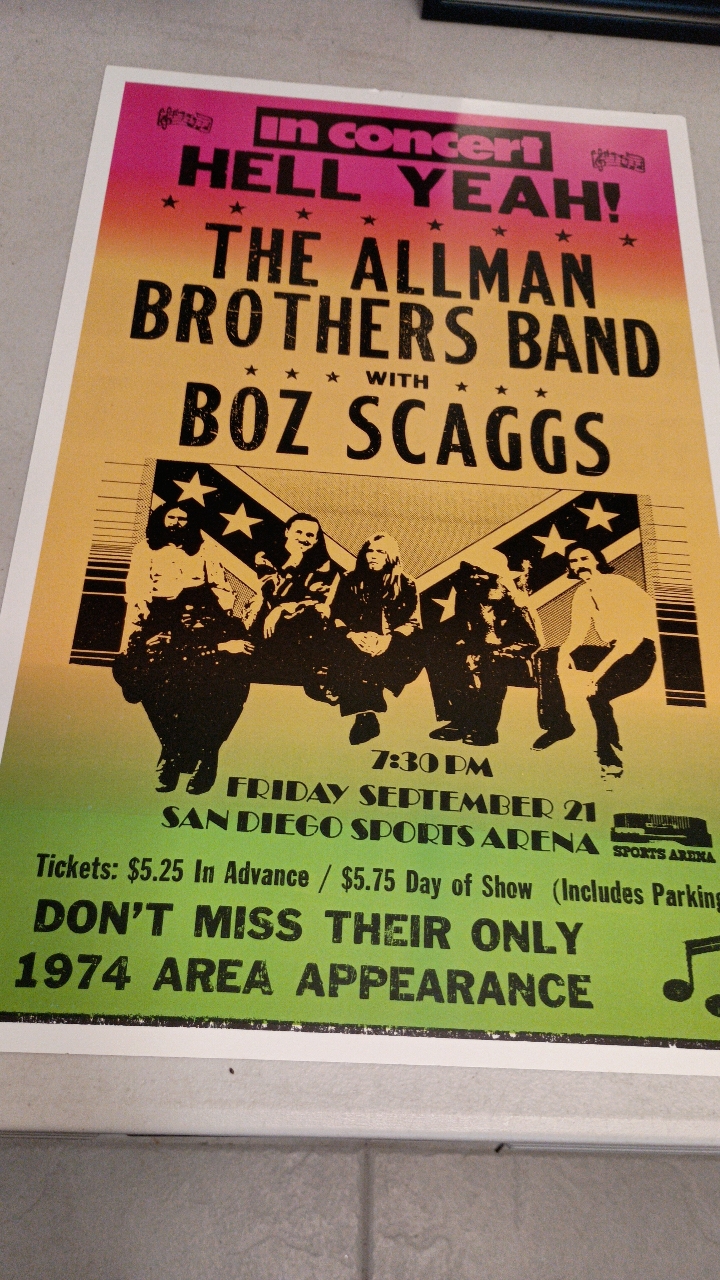 in concert
HELL YEAH!
THE ALLMAN
BROTHERS BAND
WITH
BOZ SCAGGS
7:30 PM
FRIDAY SEPTEMBER 21
SAN DIEGO SPORTS ARENA
SPORTS ARENA
Tickets: $5.25 In Advance / $5.75 Day of Show (Includes Parking
DON'T MISS THEIR ONLY
1974 AREA APPEARANCE